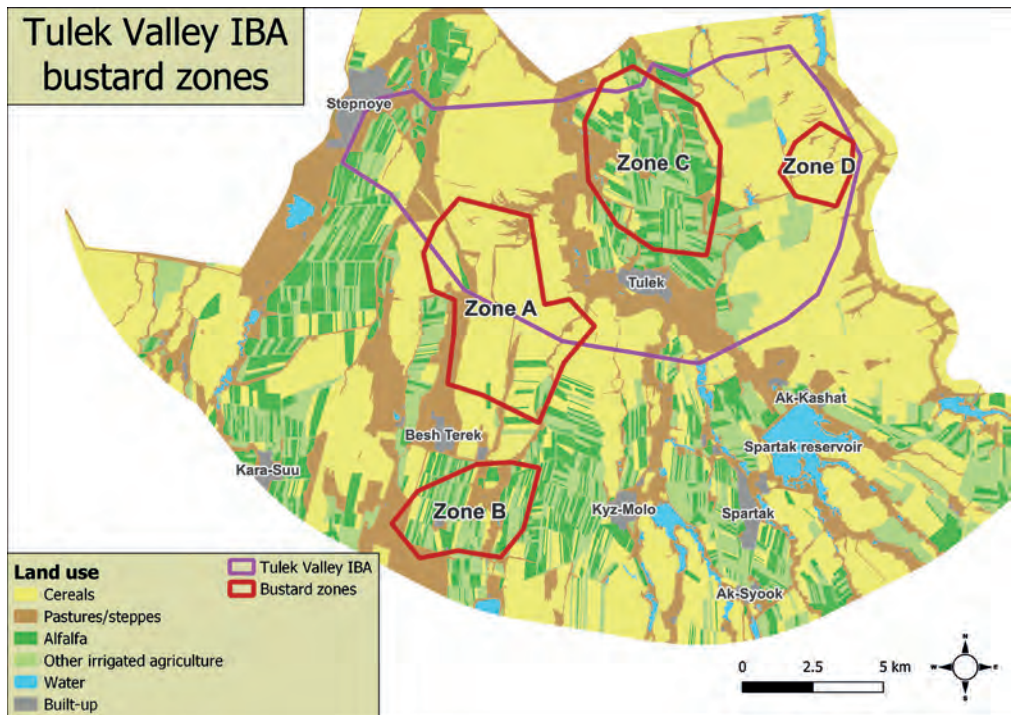 Tulek Valley IBA
bustard zones
Stepnoye
Zone C
Zone D
Tulek
Zone A
Ak-Kashat
Besh Terek
Spartak reservoir
Kara-Suu
Zone B
Kyz-Molo
Spartak
Ak-Syook
Land use
Cereals
Pastures/steppes
Alfalfa
Other irrigated agriculture
Water
Built-up
Tulek Valley IBA
Bustard zones
0 2.5 5 km
N
W E
S